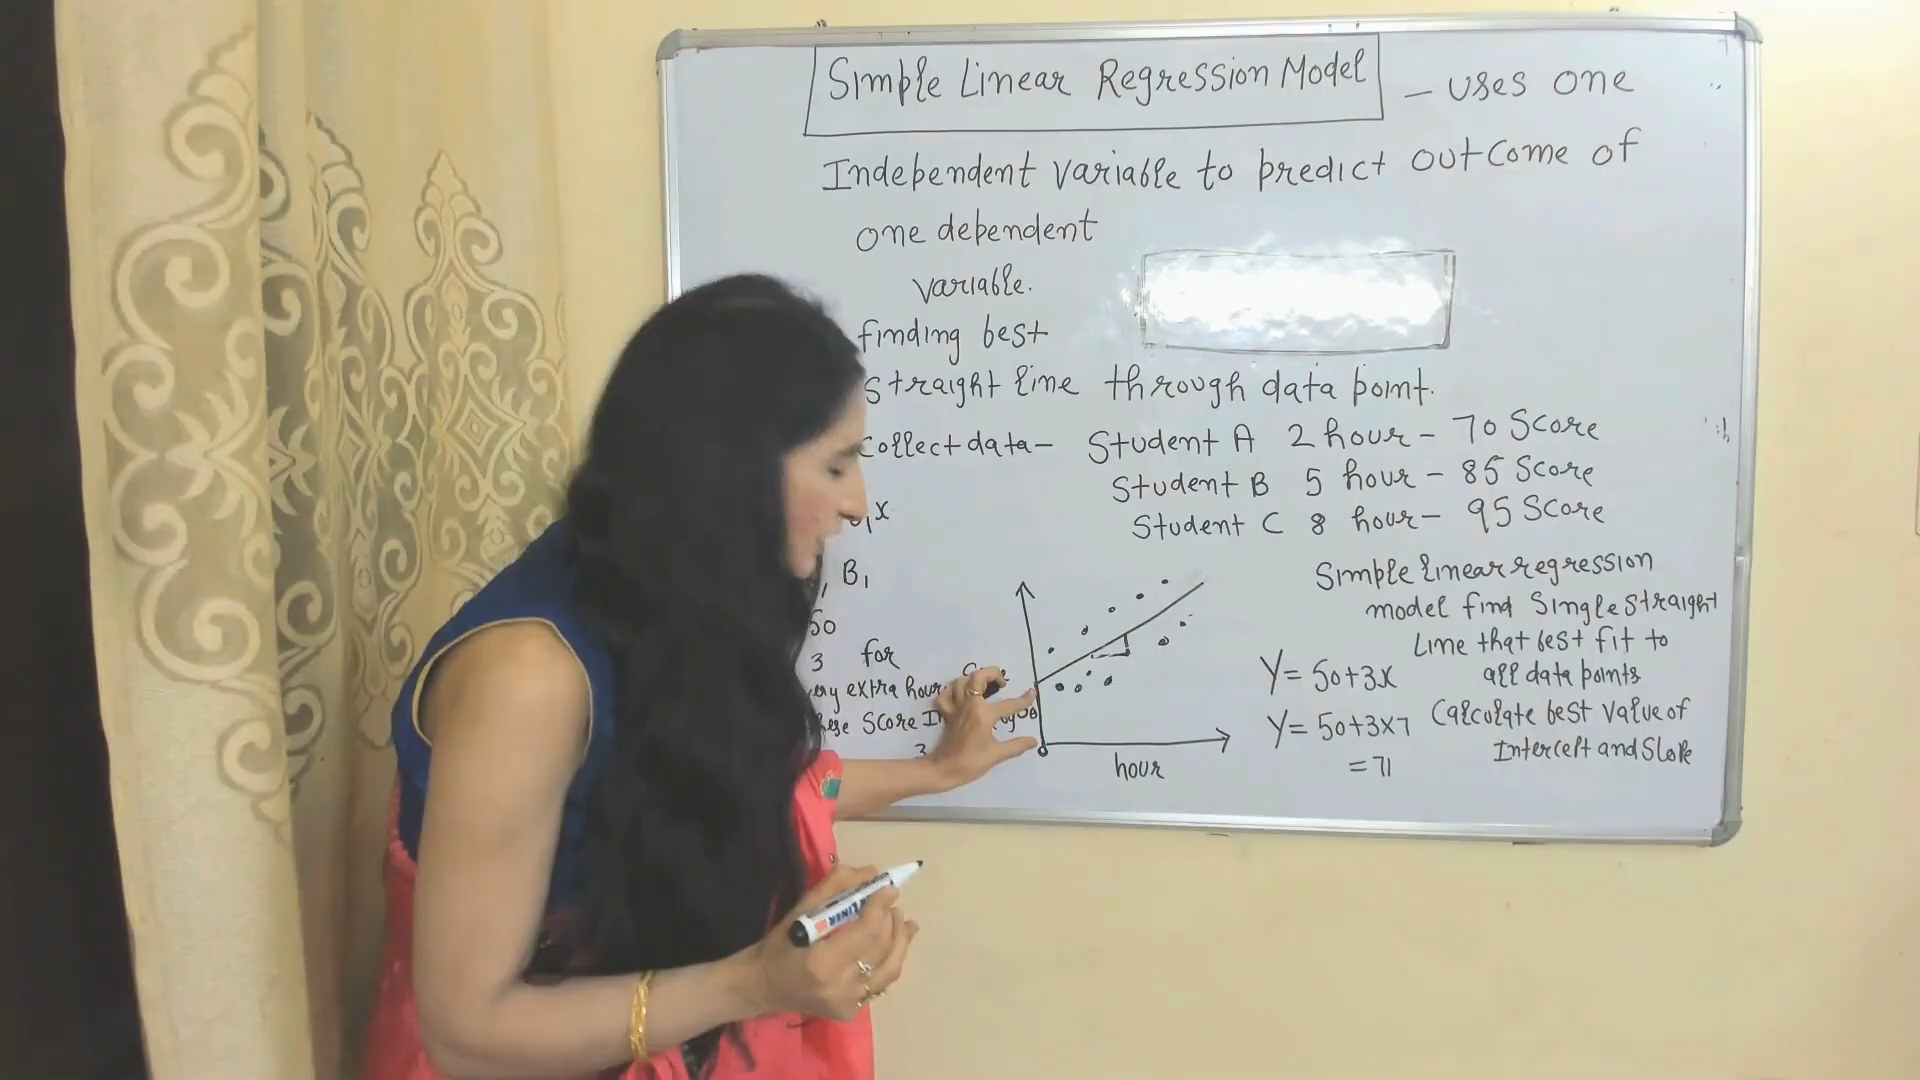 Simple Linear Regression Model - uses one
Independent variable to predict outcome of
one dependent
variable.
finding best
straight line through data point.
collect data - Student A 2 hour - 70 Score
Student B 5 hour - 85 Score
Student C 8 hour - 95 Score
x
, B₁
50
3 for
extra hour
Score
3
hour
Simple linear regression
model find single straight
line that best fit to
all data points
Y = 50+3x
Calculate best value of
Intercept and Slope
Y = 50+3x7
= 71